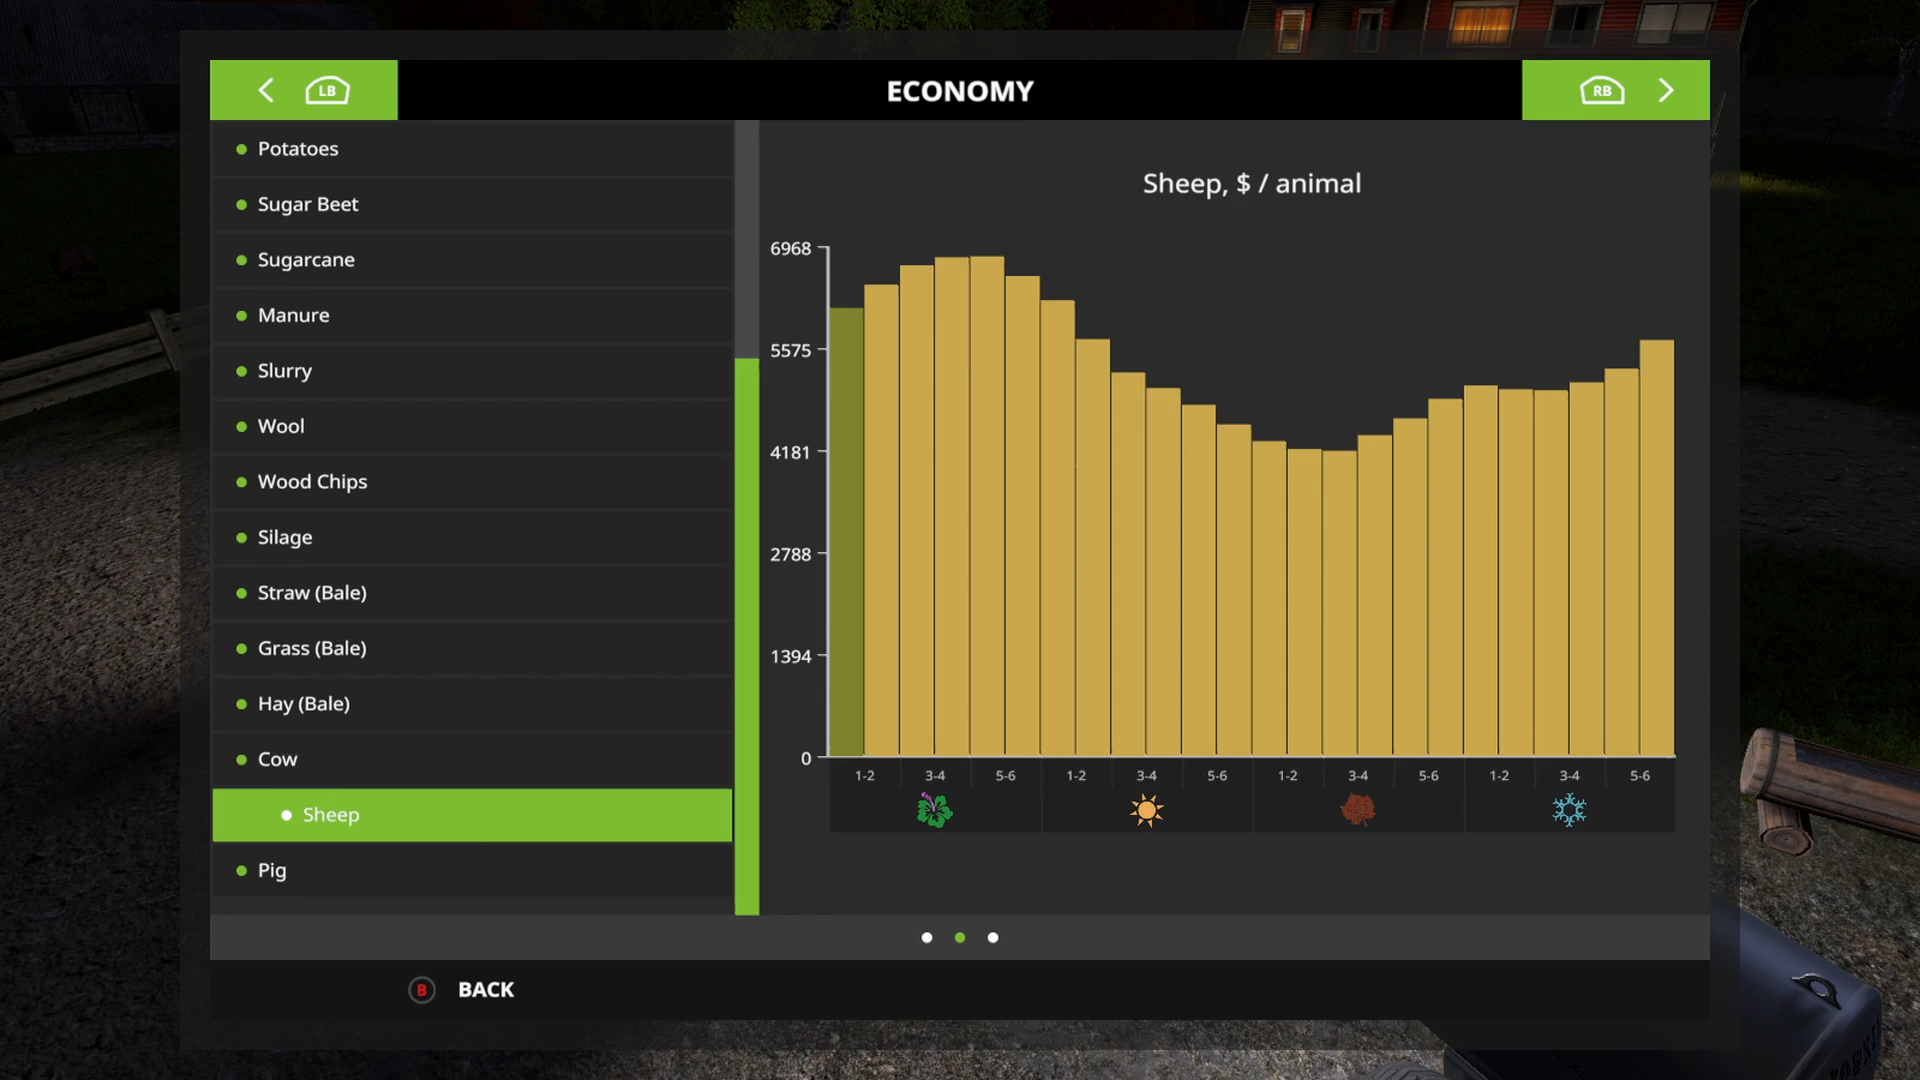 LB
ECONOMY
RB
Potatoes
Sugar Beet
Sugarcane
Manure
Slurry
Wool
Wood Chips
Silage
Straw (Bale)
Grass (Bale)
Hay (Bale)
Cow
Sheep
Pig
Sheep, $ / animal
6968
5575
4181
2788
1394
0
1-2 3-4 5-6 1-2 3-4 5-6 1-2 3-4 5-6 1-2 3-4 5-6
B BACK